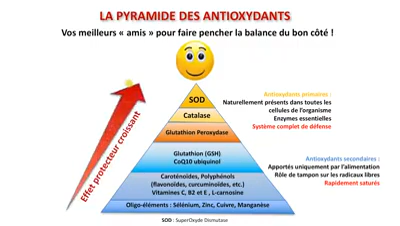 LA PYRAMIDE DES ANTIOXYDANTS
Vos meilleurs « amis » pour faire pencher la balance du bon côté !
Effet protecteur croissant
SOD
Catalase
Glutathion Peroxydase
Glutathion (GSH)
CoQ10 ubiquinol
Caroténoïdes, Polyphénols
(flavonoïdes, curcuminoïdes, etc.)
Vitamines C, B2 et E , L-carnosine
Oligo-éléments : Sélénium, Zinc, Cuivre, Manganèse
Antioxydants primaires :
Naturellement présents dans toutes les
cellules de l'organisme
Enzymes essentielles
Système complet de défense
Antioxydants secondaires :
Apportés uniquement par l'alimentation
Rôle de tampon sur les radicaux libres
Rapidement saturés
SOD : SuperOxyde Dismutase